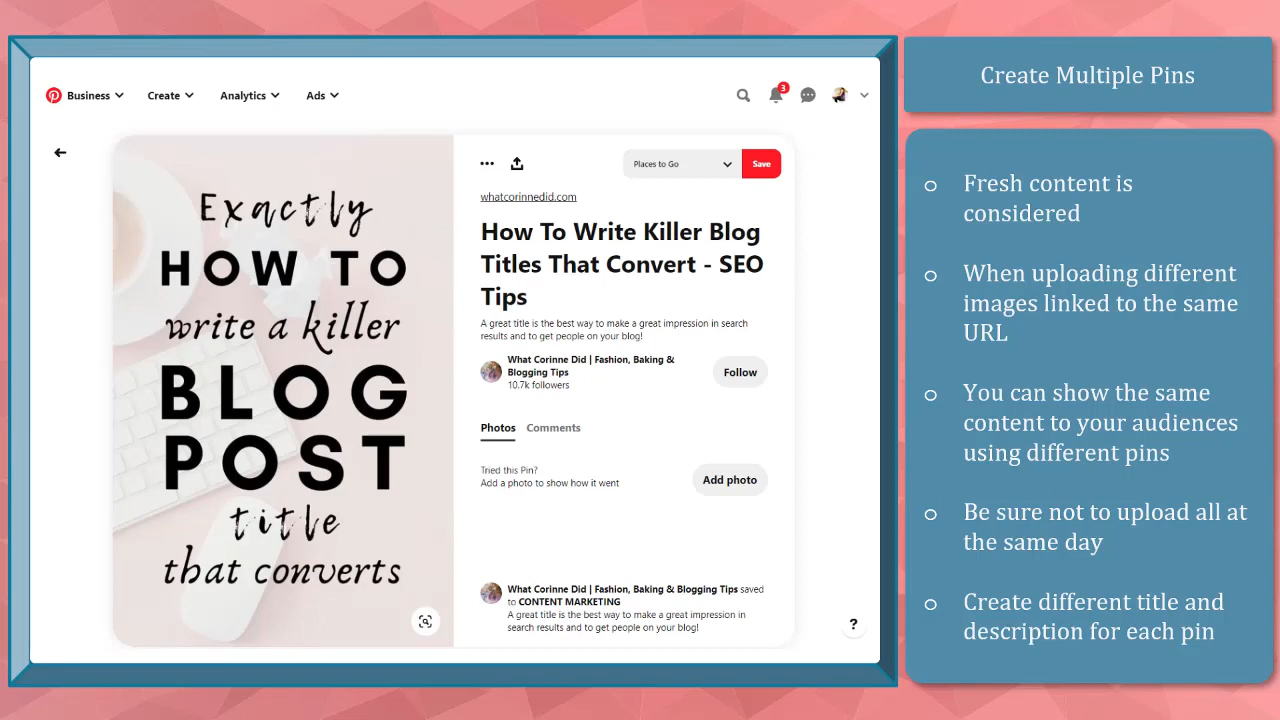 Business
Create
Analytics
Ads
3
Exactly
HOW TO
write a killer
BLOG
POST
title
that converts
Places to Go
Save
whatcorinnedid.com
How To Write Killer Blog
Titles That Convert - SEO
Tips
A great title is the best way to make a great impression in search
results and to get people on your blog!
What Corinne Did | Fashion, Baking &
Blogging Tips
10.7k followers
Follow
Photos Comments
Tried this Pin?
Add a photo to show how it went
Add photo
What Corinne Did | Fashion, Baking & Blogging Tips saved
to CONTENT MARKETING
A great title is the best way to make a great impression in
search results and to get people on your blog!
?
Create Multiple Pins
Fresh content is
considered
When uploading different
images linked to the same
URL
You can show the same
content to your audiences
using different pins
Be sure not to upload all at
the same day
Create different title and
description for each pin